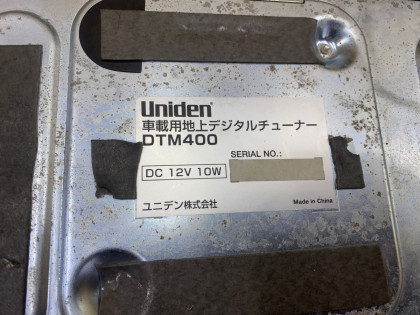 Uniden
車載用地上デジタルチューナー
DTM400
SERIAL NO.:
DC 12V 10W
ユニデン株式会社
Made in China